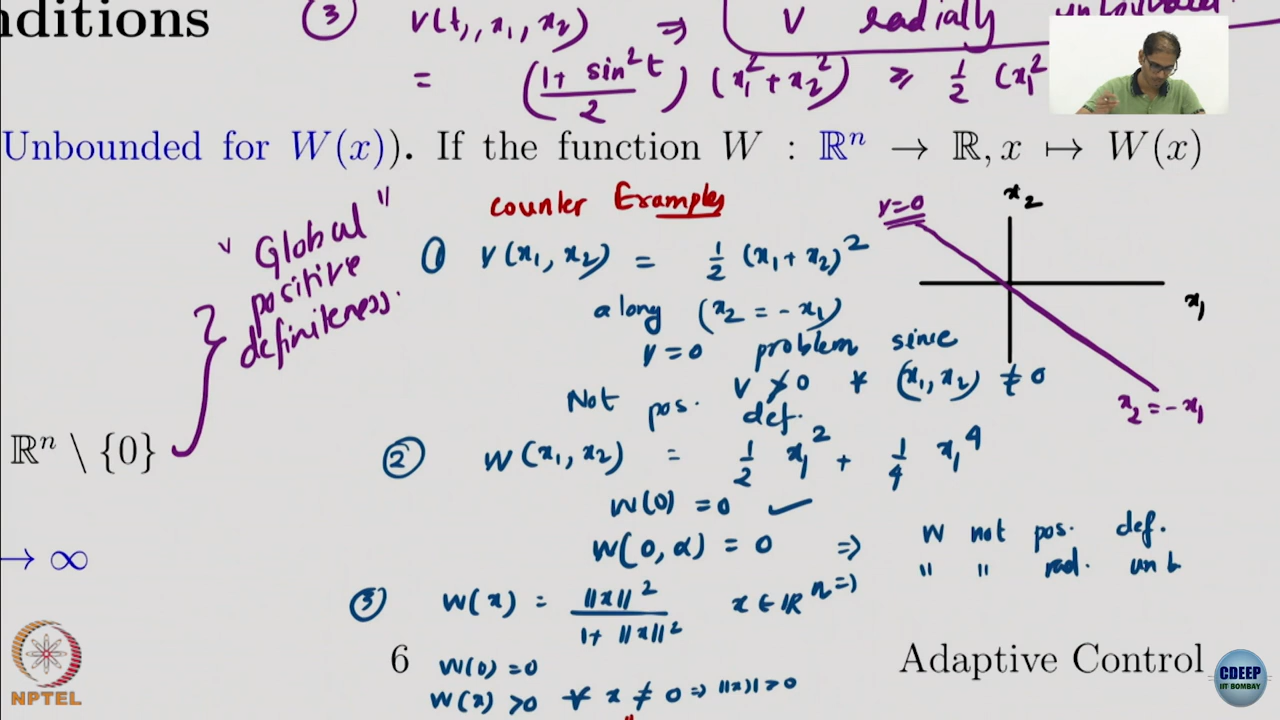 nditions
③ V(t, x₁, x₂) ⇒ V radially unbounded
= (1 + sin²t / 2) (x₁² + x₂²) ≥ ½ (x₁²
Unbounded for W(x)). If the function W : ℝⁿ → ℝ, x ↦ W(x)
"Global"
positive
definiteness.
ℝⁿ \ {0}
→ ∞
counter Examples
① V(x₁, x₂) = ½ (x₁ + x₂)²
along (x₂ = -x₁)
V=0 problem since
V ≯ 0 ∀ (x₁, x₂) ≠ 0
Not pos. def.
V=0
x₂
x₁
x₂ = -x₁
② W(x₁, x₂) = ½ x₁² + ¼ x₁⁴
W(0) = 0 ✓
W(0, α) = 0 ⇒ W not pos. def.
" " rad. unb
③ W(x) = ||x||² / 1+ ||x||² x ∈ ℝⁿ ⇒
W(0) = 0
W(x) > 0 ∀ x ≠ 0 ⇒ ||x|| > 0
NPTEL
6
Adaptive Control
CDEEP
IIT BOMBAY